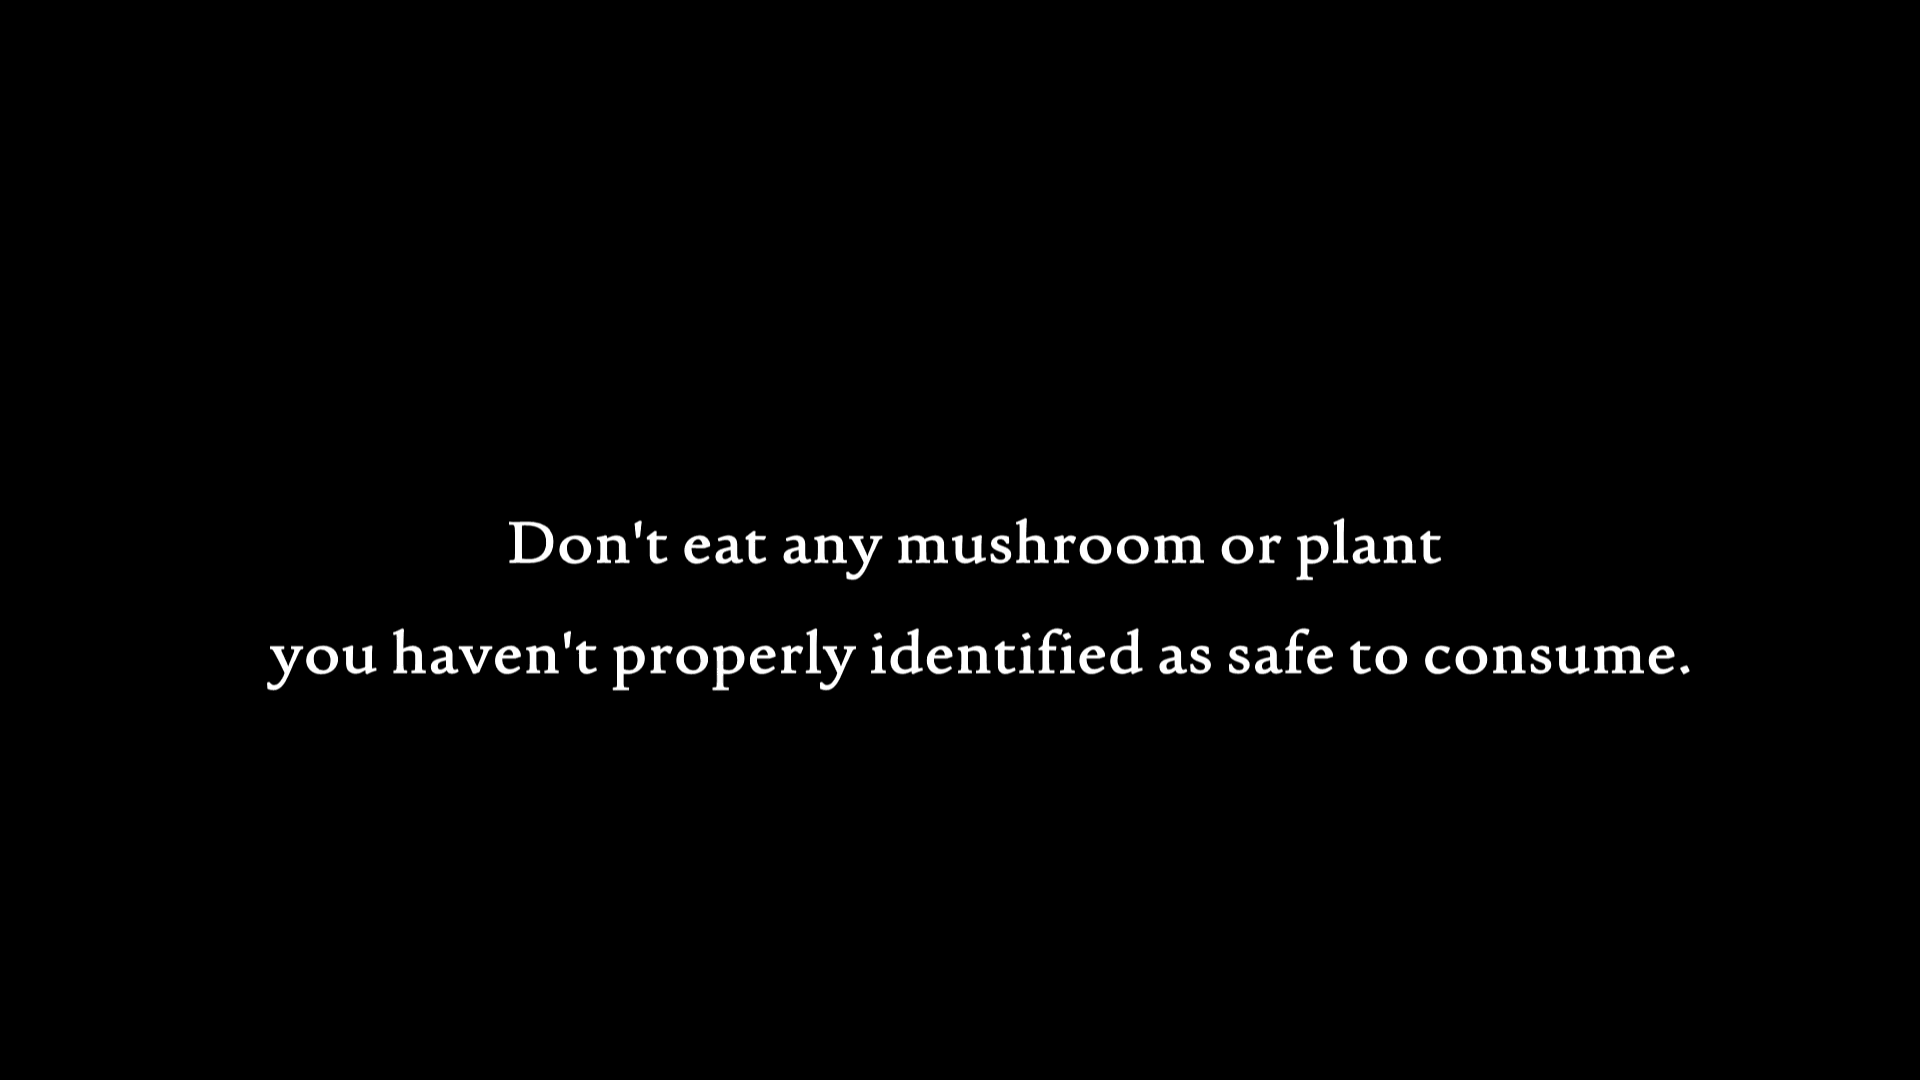 Don't eat any mushroom or plant
you haven't properly identified as safe to consume.